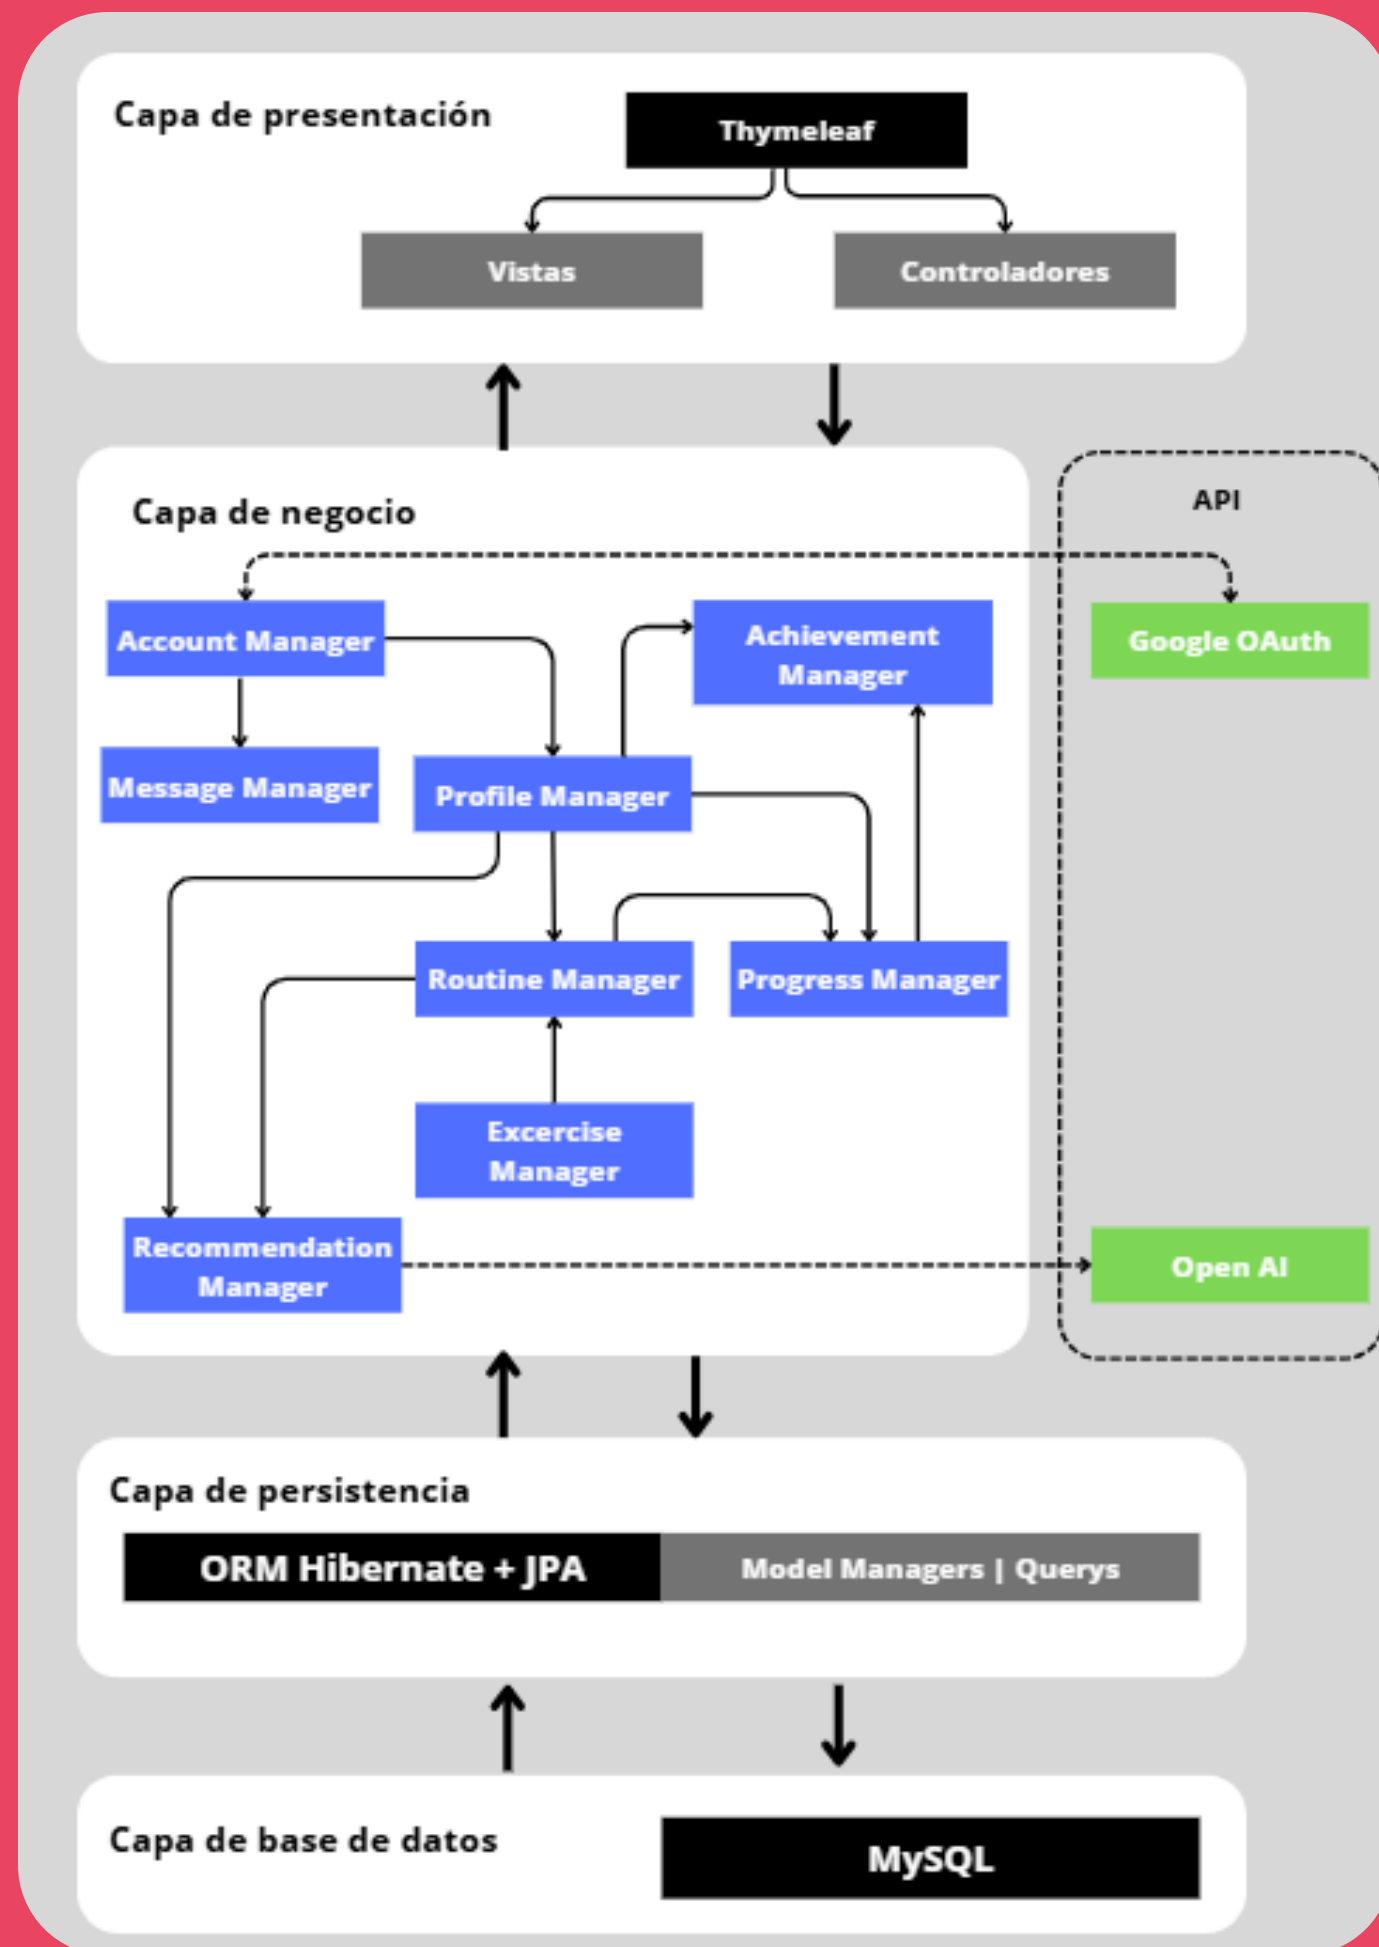 Capa de presentación
Thymeleaf
Vistas
Controladores
Capa de negocio
API
Account Manager
Achievement
Manager
Google OAuth
Message Manager
Profile Manager
Routine Manager
Progress Manager
Excercise
Manager
Recommendation
Manager
Open AI
Capa de persistencia
ORM Hibernate + JPA
Model Managers | Querys
Capa de base de datos
MySQL